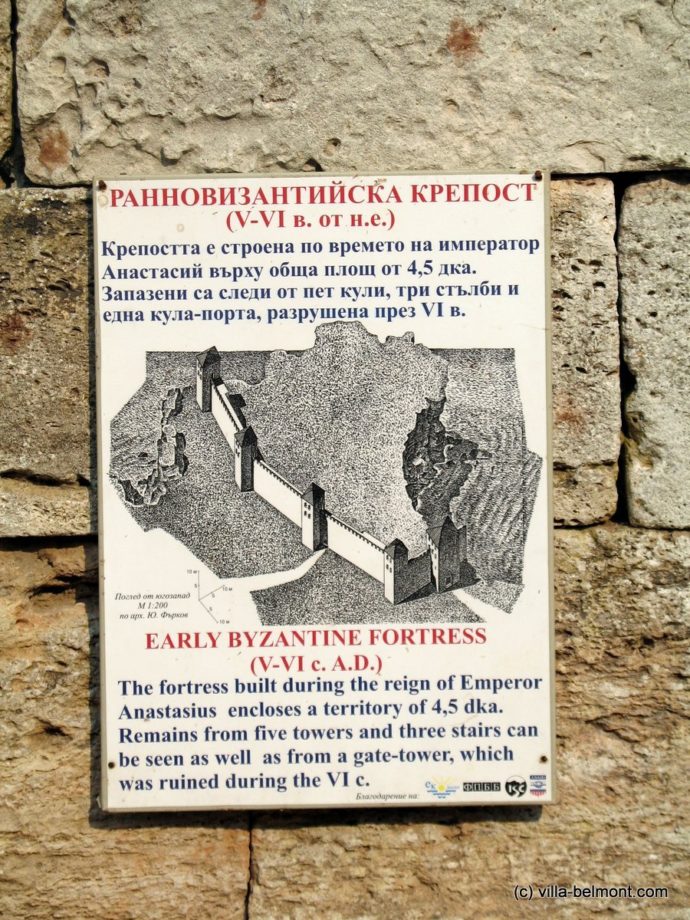 РАННОВИЗАНТИЙСКА КРЕПОСТ
(V-VI в. от н.е.)
Крепостта е строена по времето на император
Анастасий върху обща площ от 4,5 дка.
Запазени са следи от пет кули, три стълби и
една кула-порта, разрушена през VI в.
10 м
5
10 м
5
10 м
Поглед от югозапад
М 1:200
по арх. Ю. Фърков
EARLY BYZANTINE FORTRESS
(V-VI c. A.D.)
The fortress built during the reign of Emperor
Anastasius encloses a territory of 4,5 dka.
Remains from five towers and three stairs can
be seen as well as from a gate-tower, which
was ruined during the VI c.
Благодарение на:
ФПББ
(c) villa-belmont.com